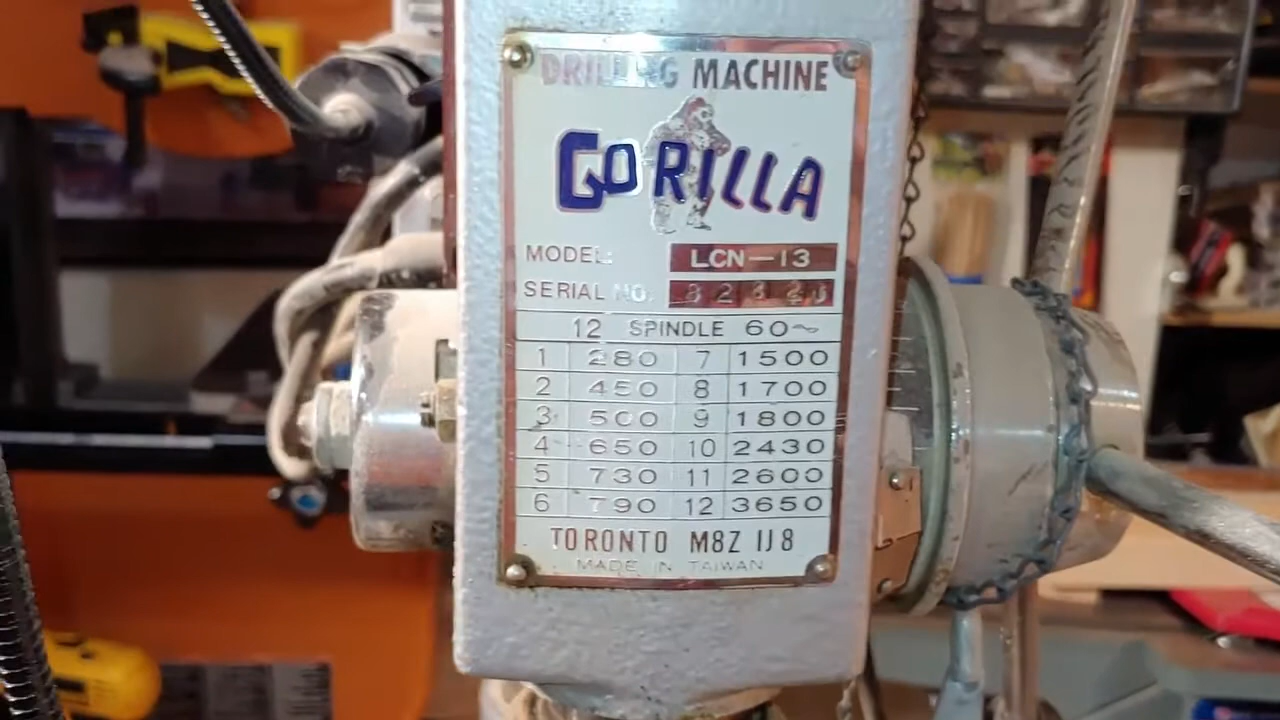 DRILLING MACHINE
GORILLA
MODEL: LCN-13
SERIAL NO.
12 SPINDLE 60~
1 280 7 1500
2 450 8 1700
3 500 9 1800
4 650 10 2430
5 730 11 2600
6 790 12 3650
TORONTO M8Z 1J8
MADE IN TAIWAN